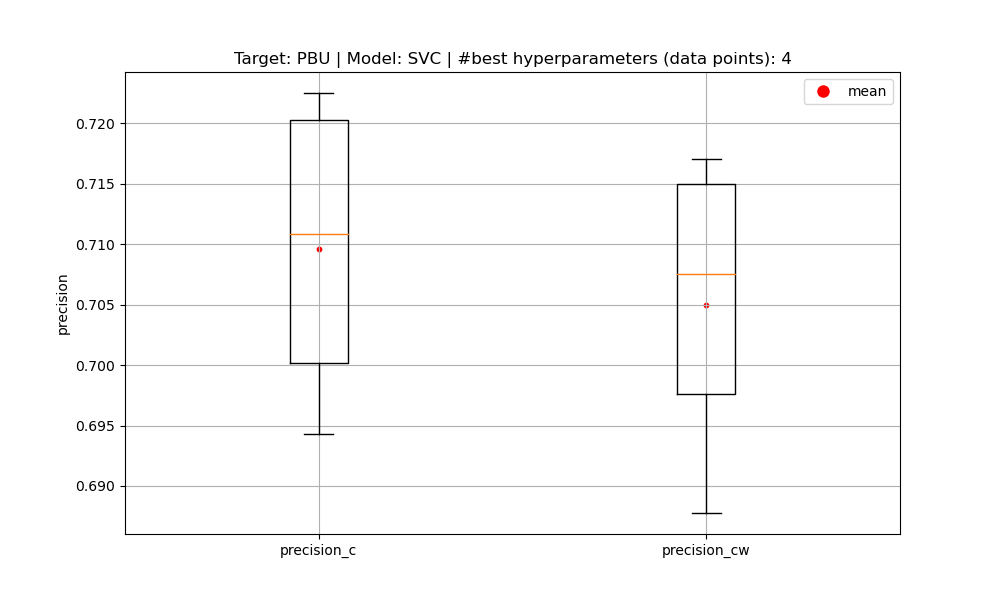 Target: PBU | Model: SVC | #best hyperparameters (data points): 4
mean
0.720
0.715
0.710
0.705
0.700
0.695
0.690
precision
precision_c
precision_cw